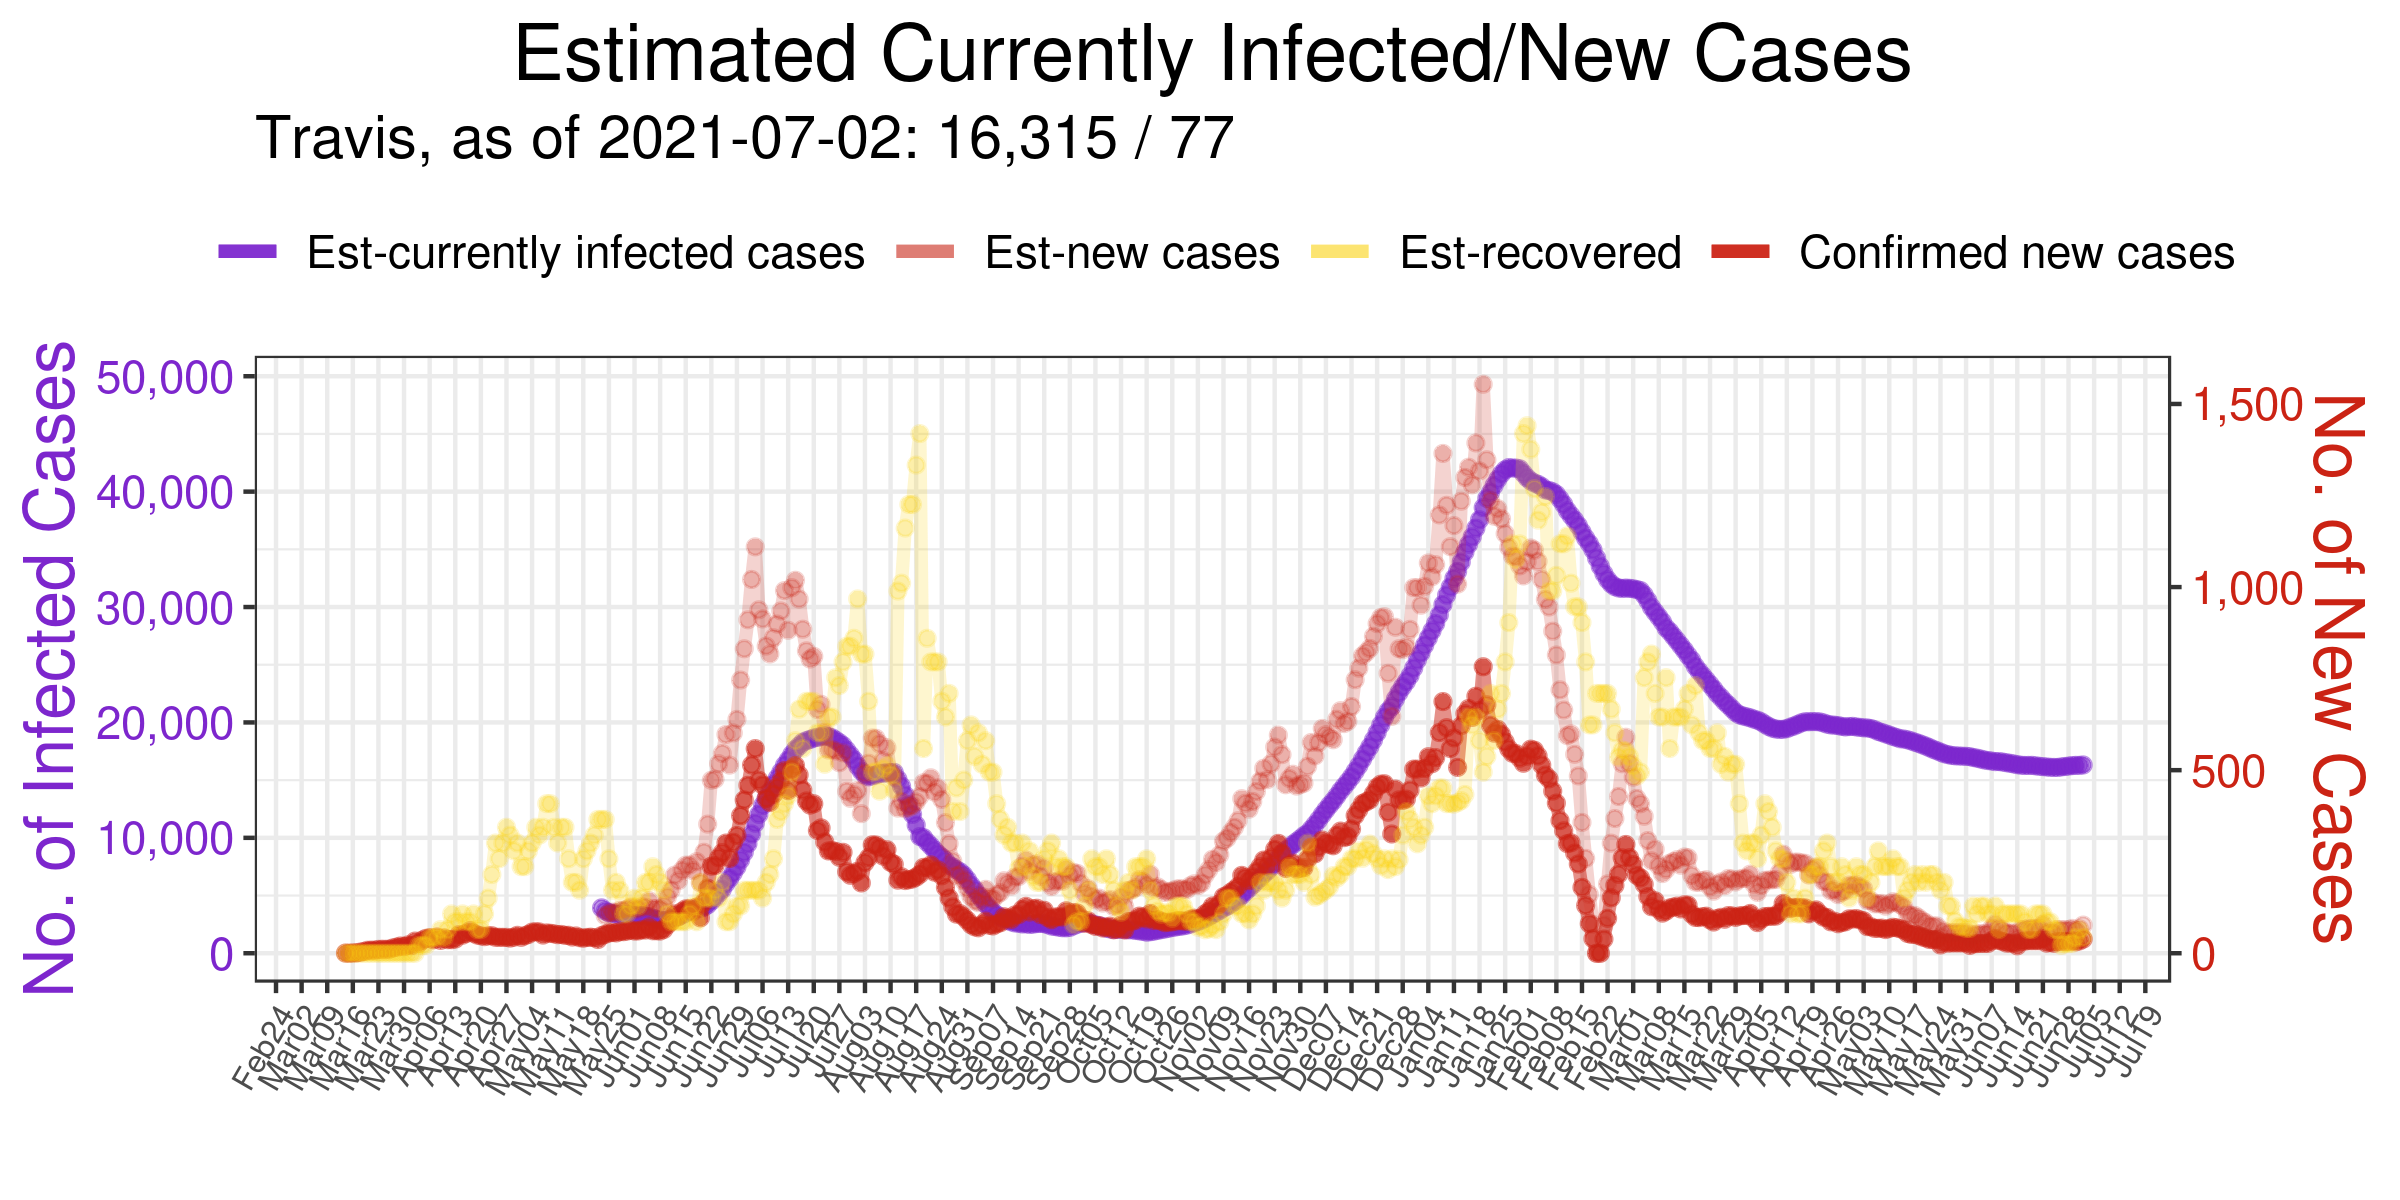 Estimated Currently Infected/New Cases
Travis, as of 2021-07-02: 16,315 / 77
Est-currently infected cases Est-new cases Est-recovered Confirmed new cases
No. of Infected Cases
50,000
40,000
30,000
20,000
10,000
0
1,500
1,000
500
0
No. of New Cases
Feb24 Mar02 Mar09 Mar16 Mar23 Mar30 Apr06 Apr13 Apr20 Apr27 May04 May11 May18 May25 Jun01 Jun08 Jun15 Jun22 Jun29 Jul06 Jul13 Jul20 Jul27 Aug03 Aug10 Aug17 Aug24 Aug31 Sep07 Sep14 Sep21 Sep28 Oct05 Oct12 Oct19 Oct26 Nov02 Nov09 Nov16 Nov23 Nov30 Dec07 Dec14 Dec21 Dec28 Jan04 Jan11 Jan18 Jan25 Feb01 Feb08 Feb15 Feb22 Mar01 Mar08 Mar15 Mar22 Mar29 Apr05 Apr12 Apr19 Apr26 May03 May10 May17 May24 May31 Jun07 Jun14 Jun21 Jun28 Jul05 Jul12 Jul19